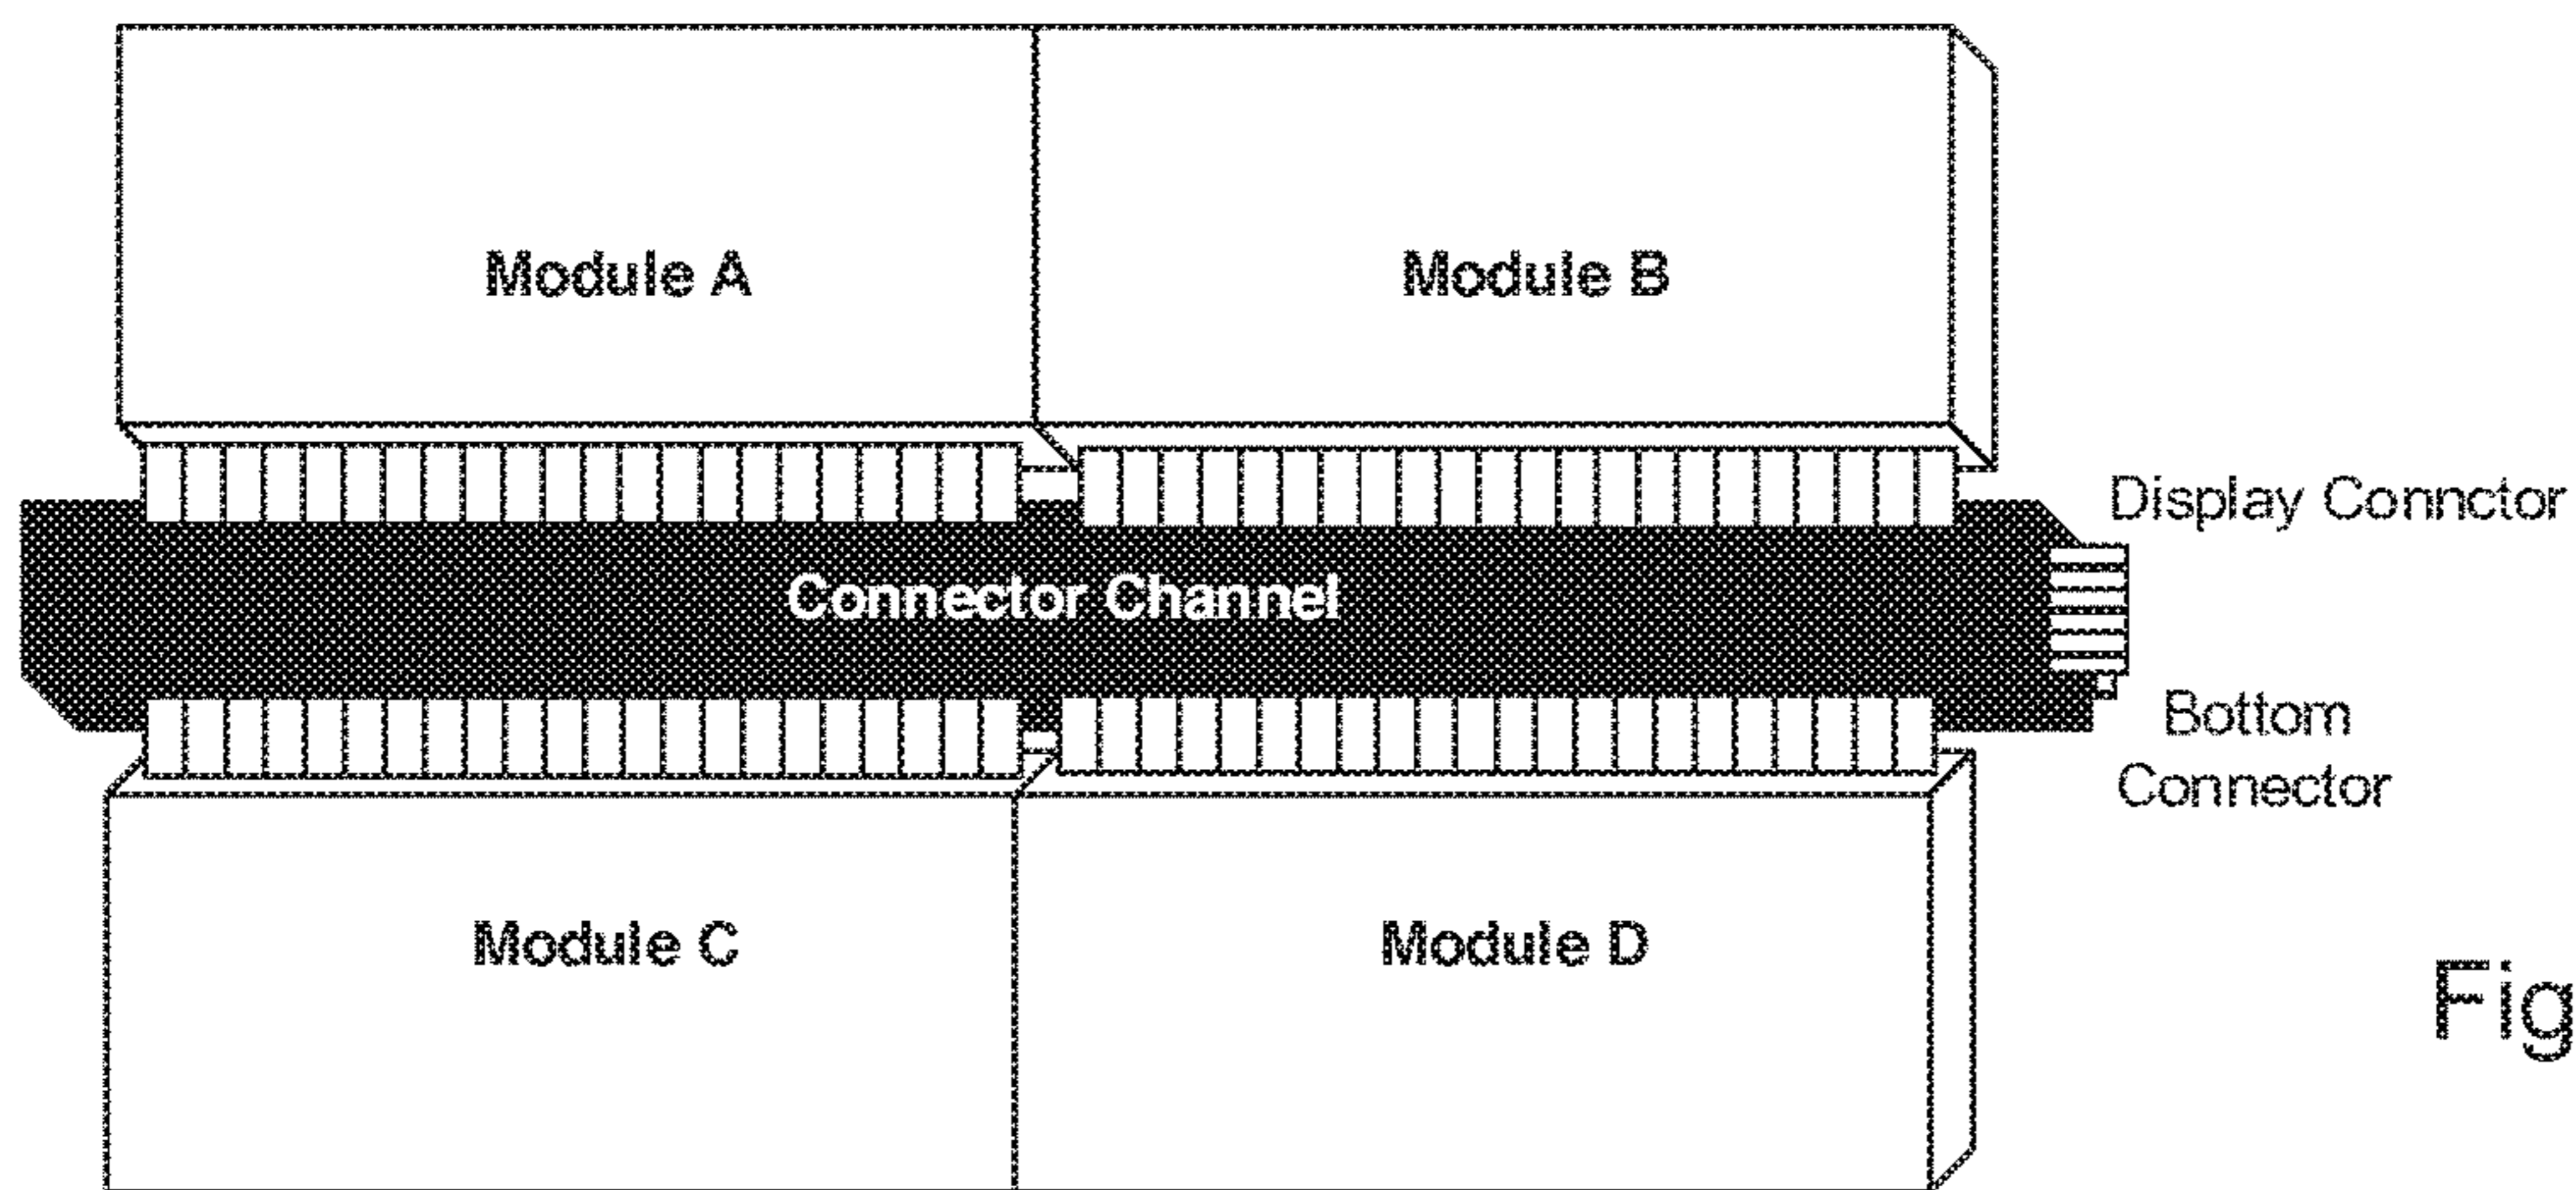 Module A
Module B
Display Connctor
Connector Channel
Bottom
Connector
Module C
Module D
Fig